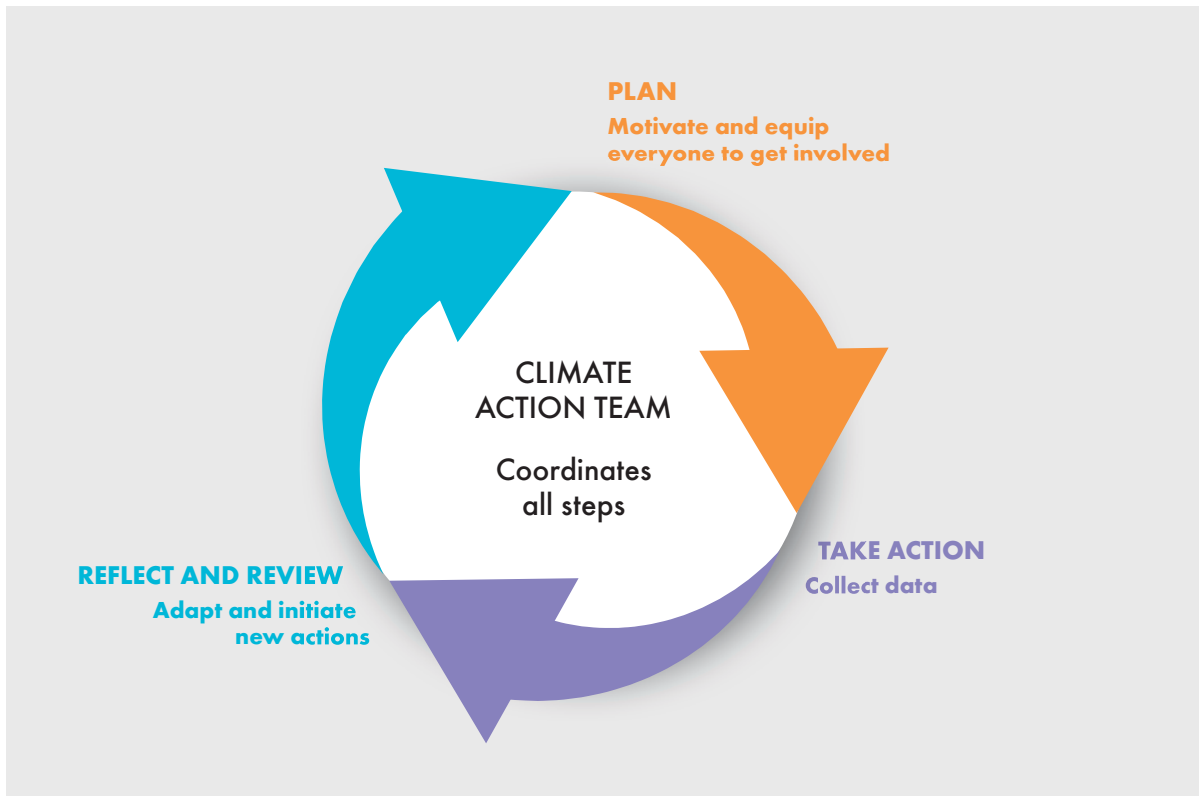 PLAN
Motivate and equip
everyone to get involved
CLIMATE
ACTION TEAM
Coordinates
all steps
TAKE ACTION
Collect data
REFLECT AND REVIEW
Adapt and initiate
new actions